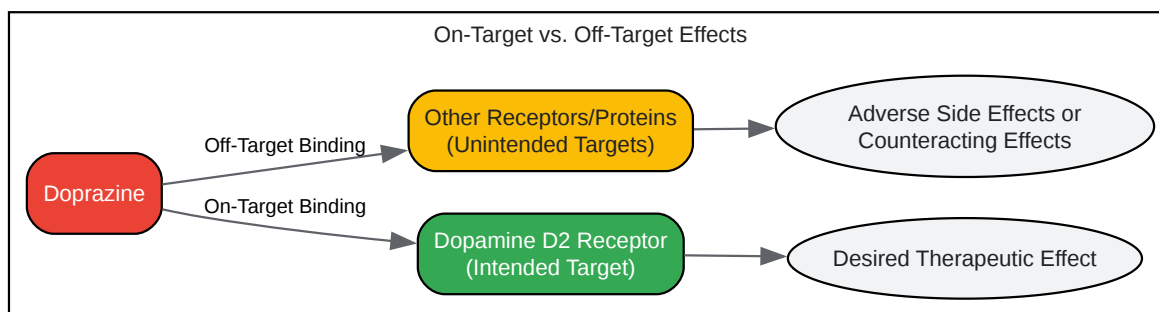 On-Target vs. Off-Target Effects
Other Receptors/Proteins
(Unintended Targets)
Adverse Side Effects or
Counteracting Effects
Off-Target Binding
Doprazine
On-Target Binding
Dopamine D2 Receptor
(Intended Target)
Desired Therapeutic Effect